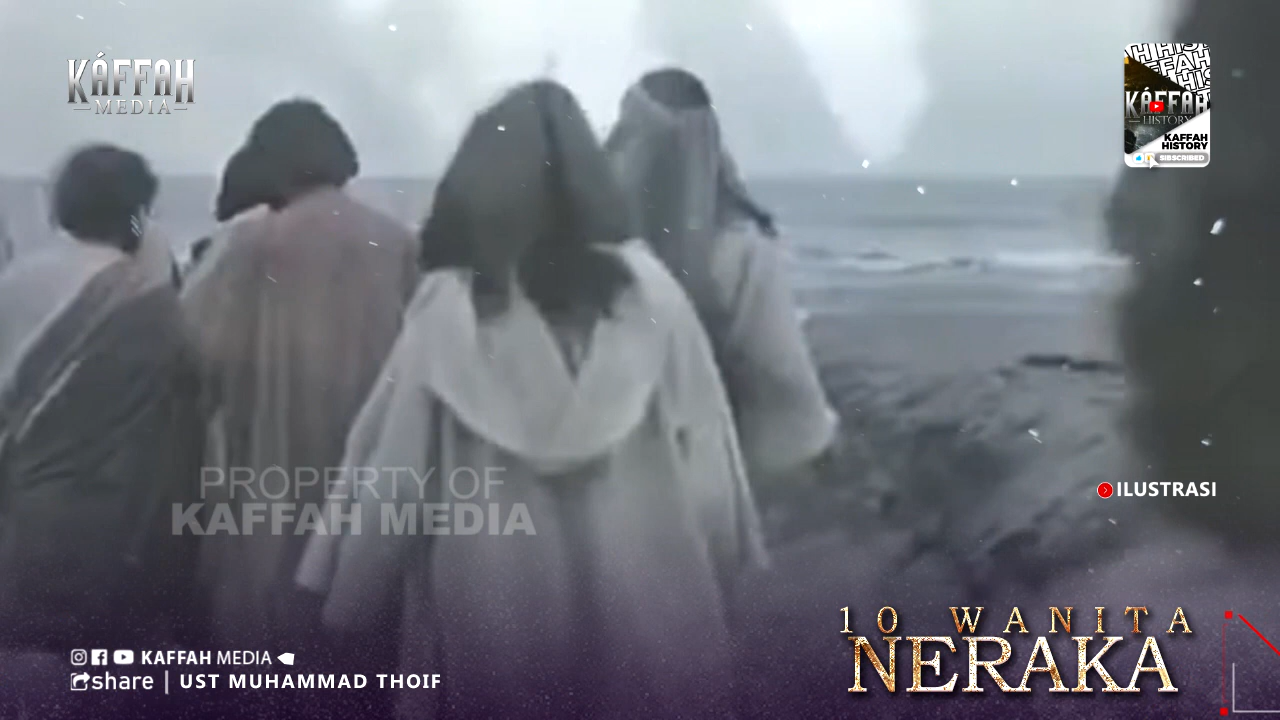 KÁFFAH
MEDIA
KÁFFAH
HISTORY
KAFFAH
HISTORY
SIBSCRIBED
PROPERTY OF
KAFFAH MEDIA
ILUSTRASI
10 WANITA
NERAKA
KAFFAH MEDIA
share | UST MUHAMMAD THOIF